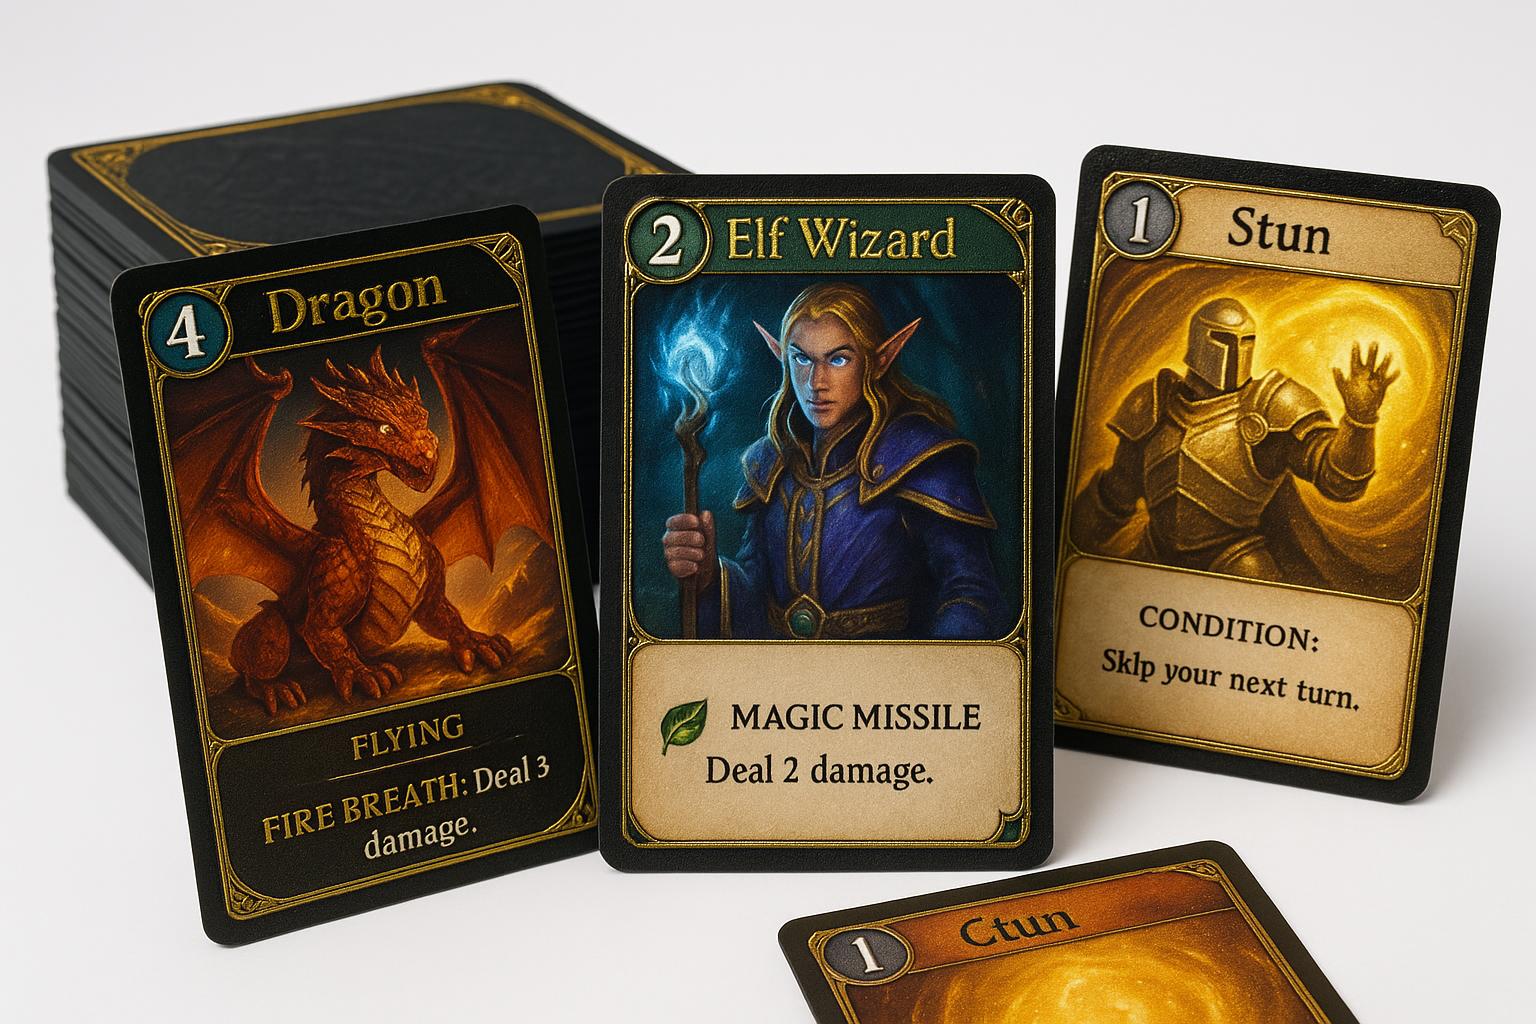 4 Dragon
FLYING
FIRE BREATH: Deal 3
damage.
2 Elf Wizard
MAGIC MISSILE
Deal 2 damage.
1 Stun
CONDITION:
Sklp your next turn.
1 Ctun